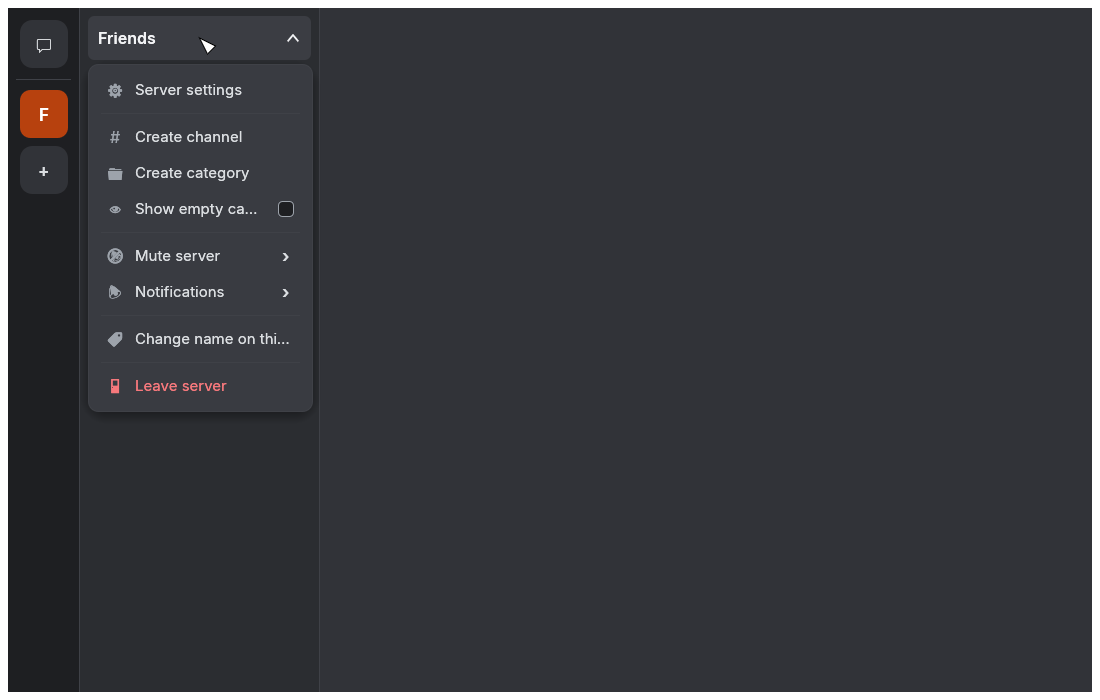 Friends
Server settings
F
# Create channel
+
Create category
Show empty ca...
Mute server
Notifications
Change name on thi...
Leave server